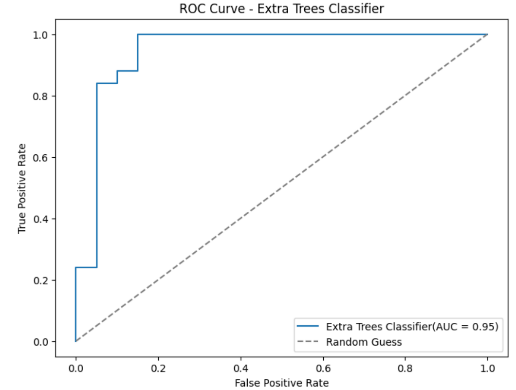 ROC Curve - Extra Trees Classifier
True Positive Rate
1.0
0.8
0.6
0.4
0.2
0.0
Extra Trees Classifier(AUC = 0.95)
Random Guess
0.0 0.2 0.4 0.6 0.8 1.0
False Positive Rate